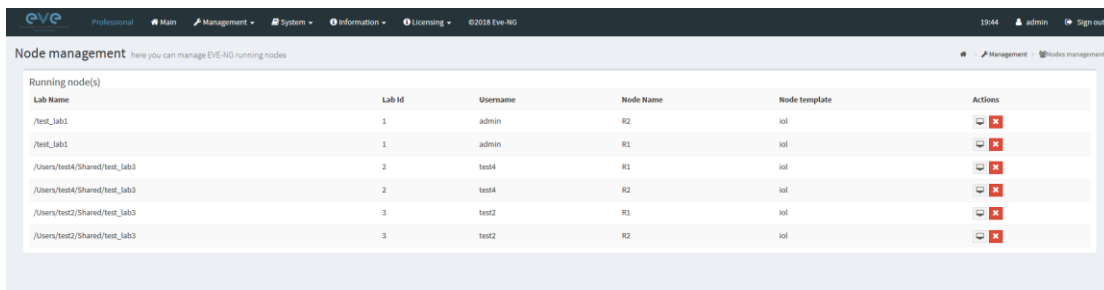 eve Professional Main Management System Information Licensing ©2018 Eve-NG 19:44 admin Sign out
Node management here you can manage EVE-NG running nodes Management Nodes management
Running node(s)
Lab Name Lab Id Username Node Name Node template Actions
/test_lab1 1 admin R2 iol
/test_lab1 1 admin R1 iol
/Users/test4/Shared/test_lab3 2 test4 R1 iol
/Users/test4/Shared/test_lab3 2 test4 R2 iol
/Users/test2/Shared/test_lab3 3 test2 R1 iol
/Users/test2/Shared/test_lab3 3 test2 R2 iol